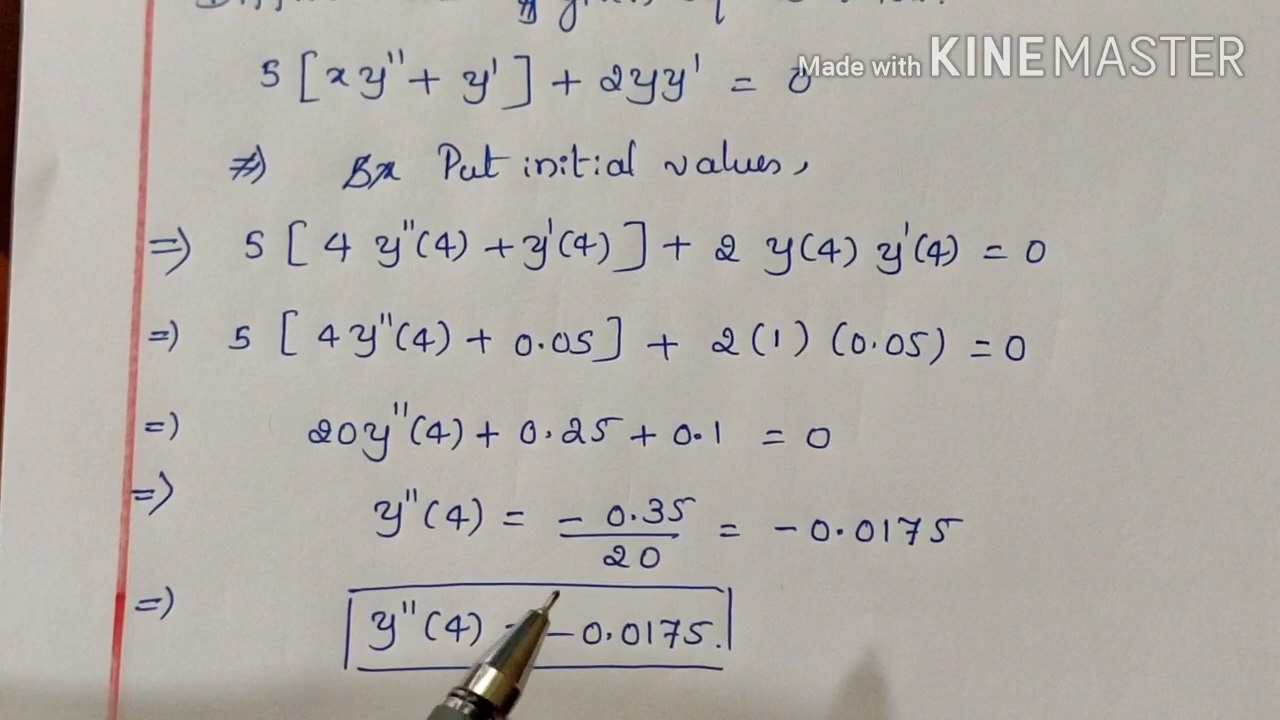 5 [xy" + y'] + 2yy' = 0
Made with KINEMASTER
⇒ Put initial values,
⇒ 5 [ 4 y"(4) + y'(4) ] + 2 y(4) y'(4) = 0
⇒ 5 [ 4y"(4) + 0.05] + 2(1) (0.05) = 0
⇒ 20y"(4) + 0.25 + 0.1 = 0
⇒ y"(4) = - 0.35 / 20 = -0.0175
⇒ y"(4) = -0.0175.